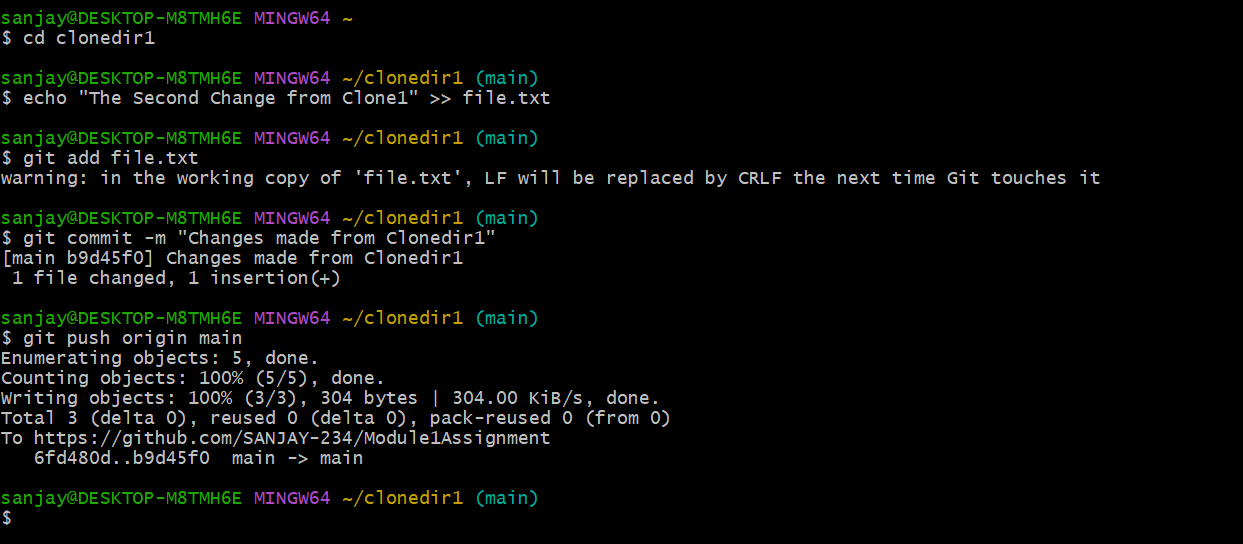 sanjay@DESKTOP-M8TMH6E MINGW64 ~
$ cd clonedir1
sanjay@DESKTOP-M8TMH6E MINGW64 ~/clonedir1 (main)
$ echo "The Second Change from Clone1" >> file.txt
sanjay@DESKTOP-M8TMH6E MINGW64 ~/clonedir1 (main)
$ git add file.txt
warning: in the working copy of 'file.txt', LF will be replaced by CRLF the next time Git touches it
sanjay@DESKTOP-M8TMH6E MINGW64 ~/clonedir1 (main)
$ git commit -m "Changes made from Clonedir1"
[main b9d45f0] Changes made from Clonedir1
 1 file changed, 1 insertion(+)
sanjay@DESKTOP-M8TMH6E MINGW64 ~/clonedir1 (main)
$ git push origin main
Enumerating objects: 5, done.
Counting objects: 100% (5/5), done.
Writing objects: 100% (3/3), 304 bytes | 304.00 KiB/s, done.
Total 3 (delta 0), reused 0 (delta 0), pack-reused 0 (from 0)
To https://github.com/SANJAY-234/Module1Assignment
   6fd480d..b9d45f0  main -> main
sanjay@DESKTOP-M8TMH6E MINGW64 ~/clonedir1 (main)
$